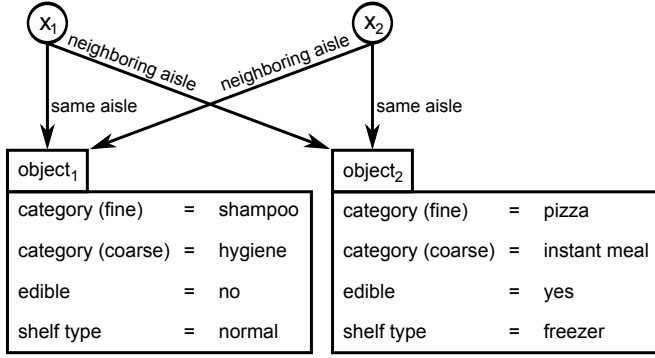 x₁ x₂
neighboring aisle neighboring aisle
same aisle same aisle
object₁ object₂
category (fine) = shampoo category (fine) = pizza
category (coarse) = hygiene category (coarse) = instant meal
edible = no edible = yes
shelf type = normal shelf type = freezer